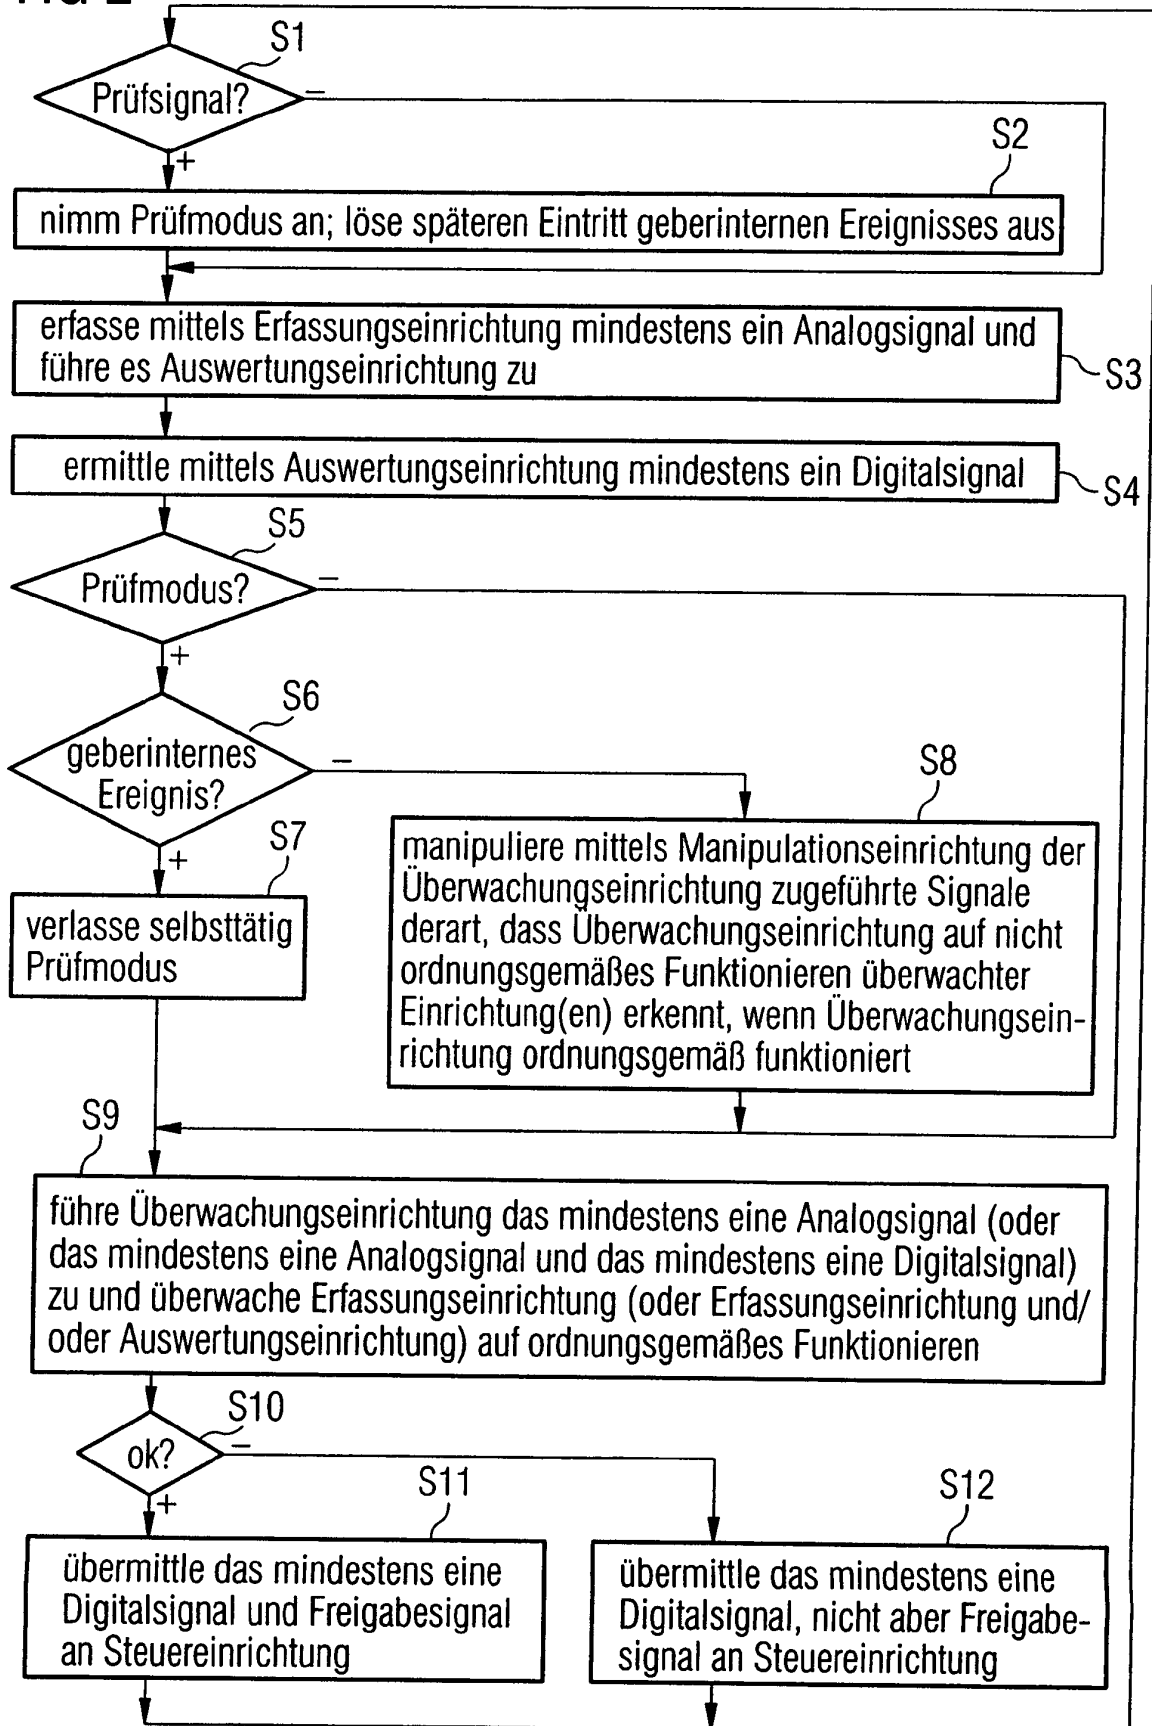 S1
Prüfsignal?
–
+
S2
nimm Prüfmodus an; löse späteren Eintritt geberinternen Ereignisses aus
erfasse mittels Erfassungseinrichtung mindestens ein Analogsignal und
führe es Auswertungseinrichtung zu
S3
ermittle mittels Auswertungseinrichtung mindestens ein Digitalsignal
S4
S5
Prüfmodus?
–
+
S6
geberinternes
Ereignis?
–
+
S7
verlasse selbsttätig
Prüfmodus
S8
manipuliere mittels Manipulationseinrichtung der
Überwachungseinrichtung zugeführte Signale
derart, dass Überwachungseinrichtung auf nicht
ordnungsgemäßes Funktionieren überwachter
Einrichtung(en) erkennt, wenn Überwachungsein-
richtung ordnungsgemäß funktioniert
S9
führe Überwachungseinrichtung das mindestens eine Analogsignal (oder
das mindestens eine Analogsignal und das mindestens eine Digitalsignal)
zu und überwache Erfassungseinrichtung (oder Erfassungseinrichtung und/
oder Auswertungseinrichtung) auf ordnungsgemäßes Funktionieren
S10
ok?
–
+
S11
übermittle das mindestens eine
Digitalsignal und Freigabesignal
an Steuereinrichtung
S12
übermittle das mindestens eine
Digitalsignal, nicht aber Freigabe-
signal an Steuereinrichtung